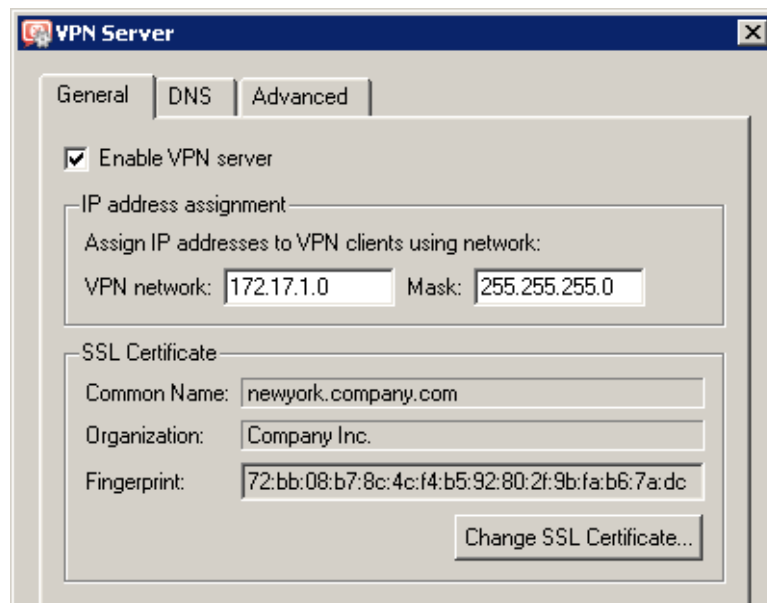 VPN Server
General DNS Advanced
Enable VPN server
IP address assignment
Assign IP addresses to VPN clients using network:
VPN network: 172.17.1.0 Mask: 255.255.255.0
SSL Certificate
Common Name: newyork.company.com
Organization: Company Inc.
Fingerprint: 72:bb:08:b7:8c:4c:f4:b5:92:80:2f:9b:fa:b6:7a:dc
Change SSL Certificate...